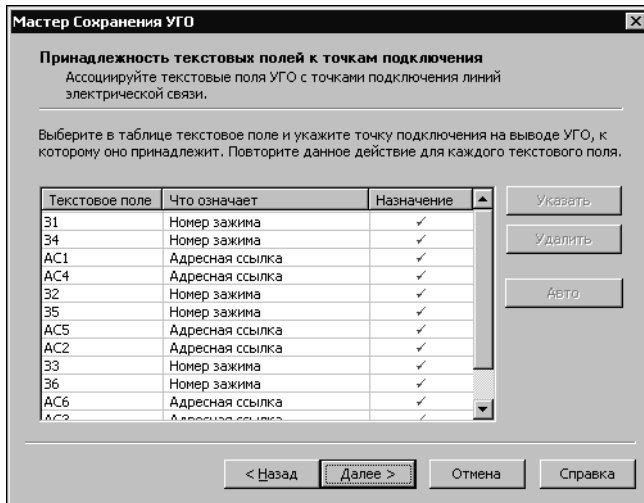 Мастер Сохранения УГО
Принадлежность текстовых полей к точкам подключения
Ассоциируйте текстовые поля УГО с точками подключения линий
электрической связи.
Выберите в таблице текстовое поле и укажите точку подключения на выводе УГО, к
которому оно принадлежит. Повторите данное действие для каждого текстового поля.
Текстовое поле Что означает Назначение
З1 Номер зажима ✓
З4 Номер зажима ✓
АС1 Адресная ссылка ✓
АС4 Адресная ссылка ✓
З2 Номер зажима ✓
З5 Номер зажима ✓
АС5 Адресная ссылка ✓
АС2 Адресная ссылка ✓
З3 Номер зажима ✓
З6 Номер зажима ✓
АС6 Адресная ссылка ✓
АС3 Адресная ссылка ✓
Указать
Удалить
Авто
< Назад Далее > Отмена Справка